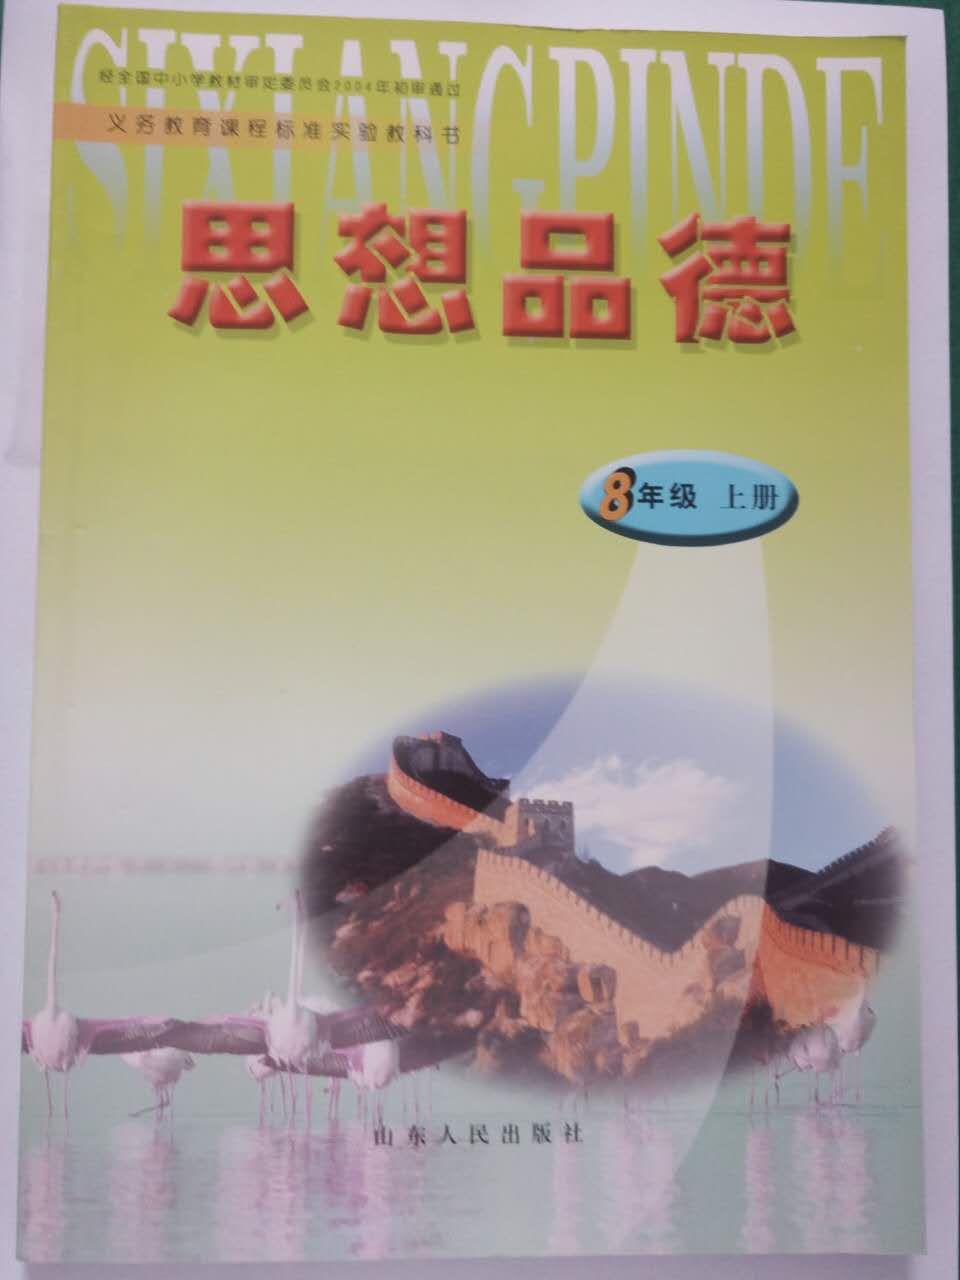 SIXIANGPINDE
经全国中小学教材审定委员会2004年初审通过
义务教育课程标准实验教科书
思想品德
8年级 上册
山东人民出版社